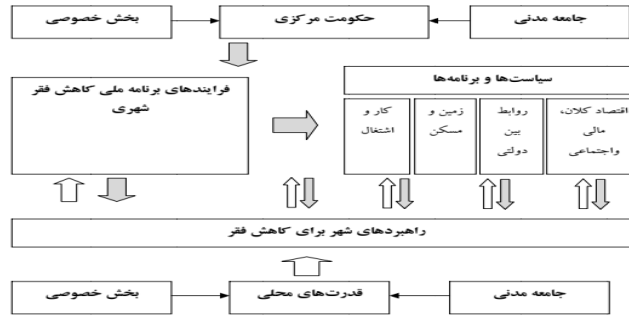 جامعه مدنی
حکومت مرکزی
بخش خصوصی
سیاست‌ها و برنامه‌ها
فرایندهای برنامه ملی کاهش فقر
شهری
اقتصاد کلان،
مالی
واجتماعی
روابط
بین
دولتی
زمین و
مسکن
کار و
اشتغال
راهبردهای شهر برای کاهش فقر
جامعه مدنی
قدرت‌های محلی
بخش خصوصی